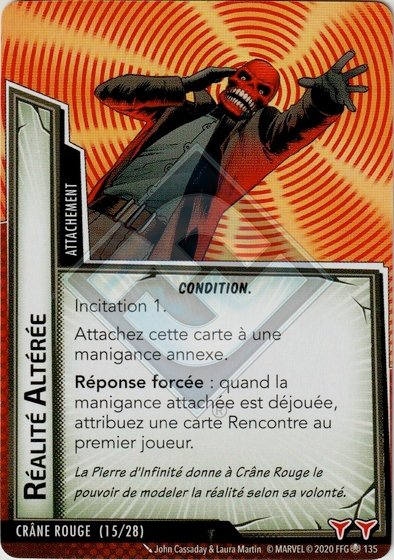 ATTACHEMENT
RÉALITÉ ALTÉRÉE
CONDITION.
Incitation 1.
Attachez cette carte à une
manigance annexe.
Réponse forcée : quand la
manigance attachée est déjouée,
attribuez une carte Rencontre au
premier joueur.
La Pierre d'Infinité donne à Crâne Rouge le
pouvoir de modeler la réalité selon sa volonté.
CRÂNE ROUGE (15/28)
John Cassaday & Laura Martin © MARVEL © 2020 FFG 135